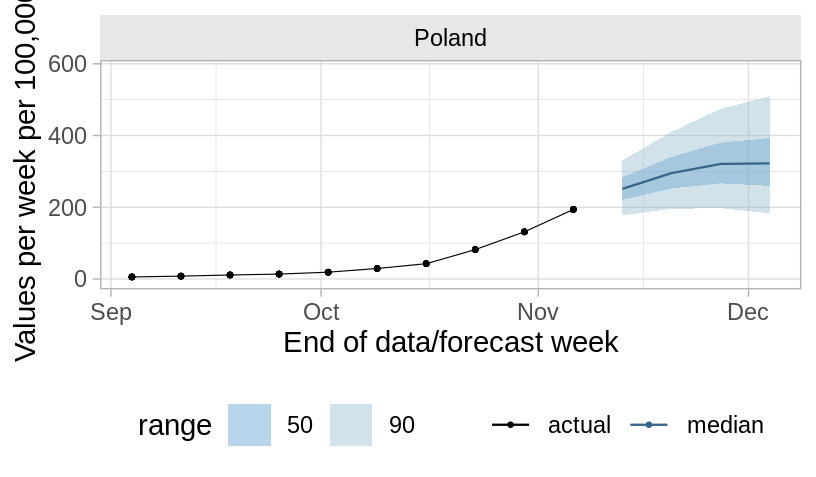 Poland
Values per week per 100,000
600
400
200
0
Sep
Oct
Nov
Dec
End of data/forecast week
range
50
90
actual
median